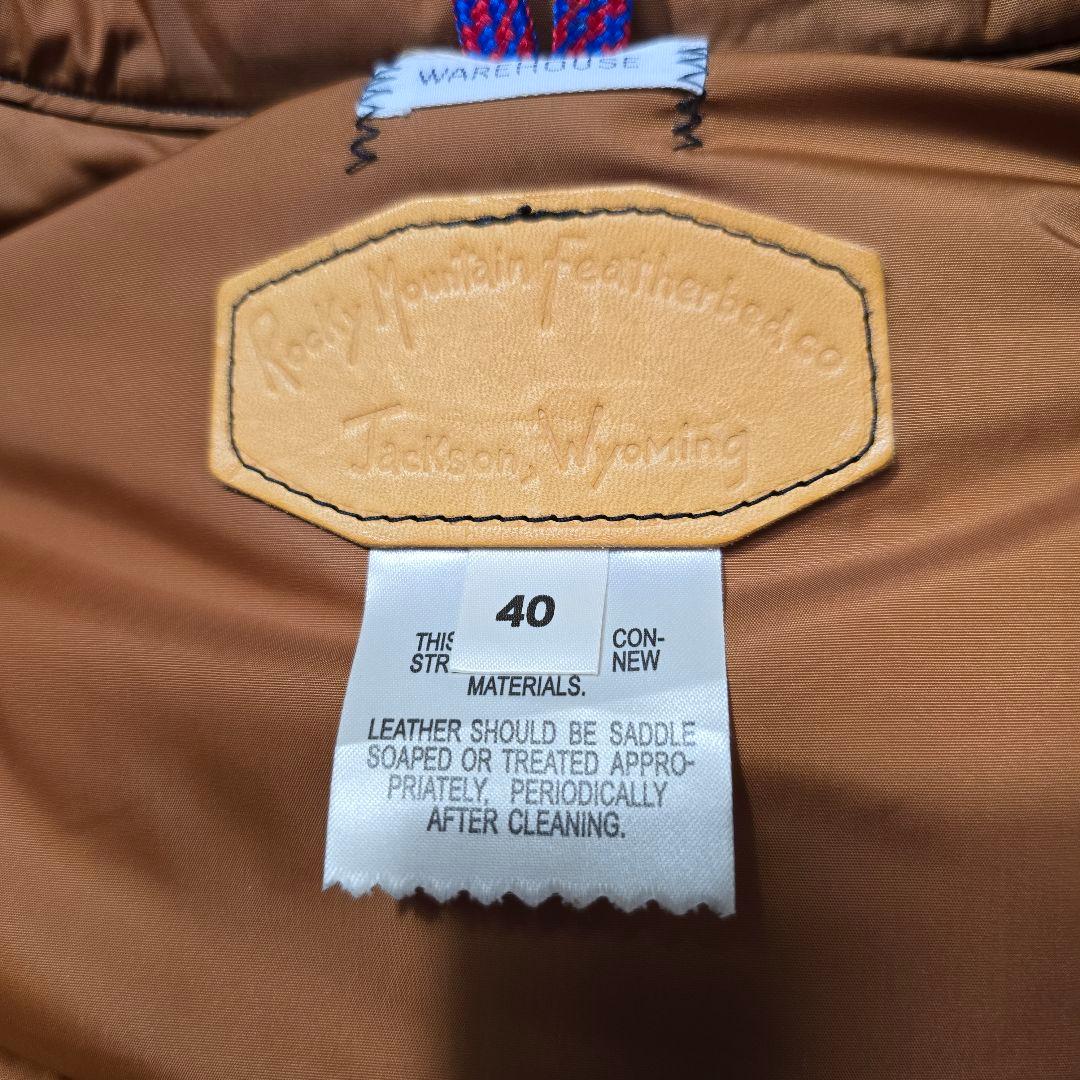 WAREHOUSE
Rocky Mountain Featherbed co
Jackson, Wyoming
40
THIS CON-
STR NEW
MATERIALS.
LEATHER SHOULD BE SADDLE
SOAPED OR TREATED APPRO-
PRIATELY, PERIODICALLY
AFTER CLEANING.